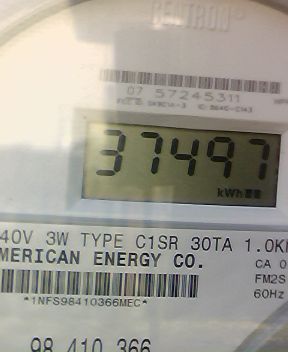 CENTRON®
07 57245311
37497
kWh
40V 3W TYPE C1SR 30TA 1.0K
MERICAN ENERGY CO.
CA 0
FM2S
60Hz
*1NFS98410366MEC*
98 410 366